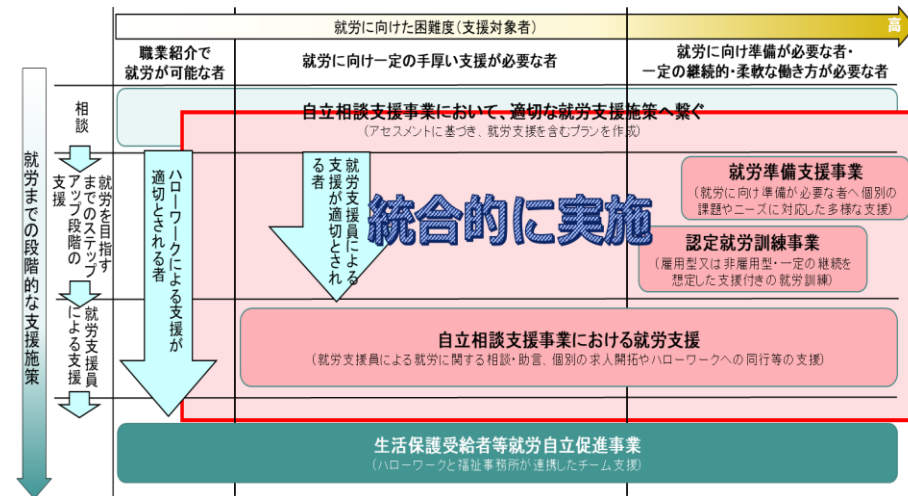 就労に向けた困難度(支援対象者)
高
職業紹介で
就労が可能な者
就労に向け一定の手厚い支援が必要な者
就労に向け準備が必要な者・
一定の継続的・柔軟な働き方が必要な者
就労までの段階的な支援施策
相談
自立相談支援事業において、適切な就労支援施策へ繋ぐ
(アセスメントに基づき、就労支援を含むプランを作成)
就労を目指す
までのステップ
アップ段階の
支援
ハローワークによる支援が
適切とされる者
就労支援員による
支援が適切とされ
る者
統合的に実施
就労準備支援事業
(就労に向け準備が必要な者へ個別の
課題やニーズに対応した多様な支援)
認定就労訓練事業
(雇用型又は非雇用型・一定の継続を
想定した支援付きの就労訓練)
就労支援員
による支援
自立相談支援事業における就労支援
(就労支援員による就労に関する相談・助言、個別の求人開拓やハローワークへの同行等の支援)
生活保護受給者等就労自立促進事業
(ハローワークと福祉事務所が連携したチーム支援)